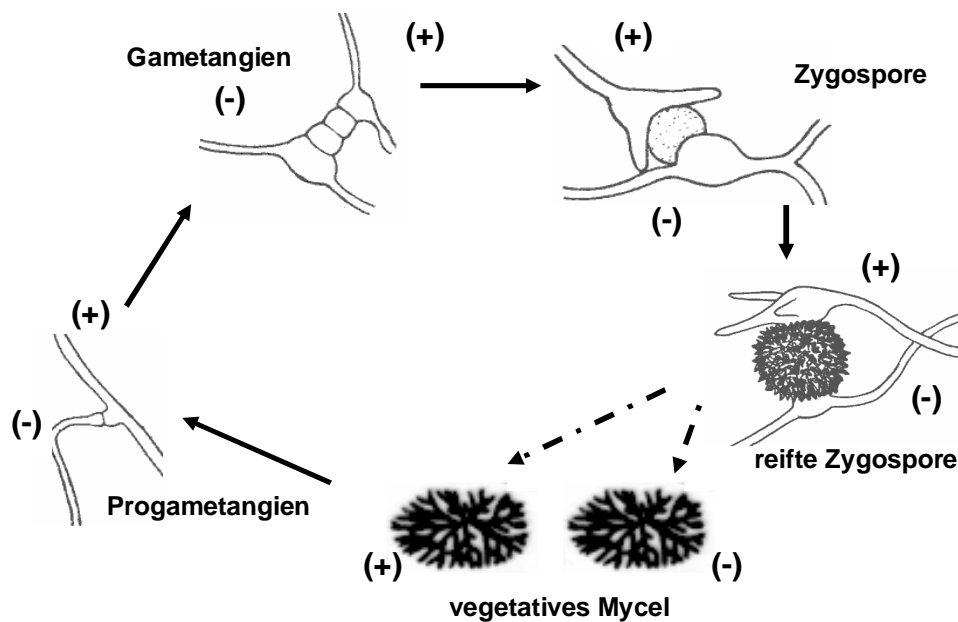 (+)
Gametangien
(-)
(+)
Zygospore
(-)
(+)
(-)
reifte Zygospore
(+)
(-)
Progametangien
(+)
(-)
vegetatives Mycel